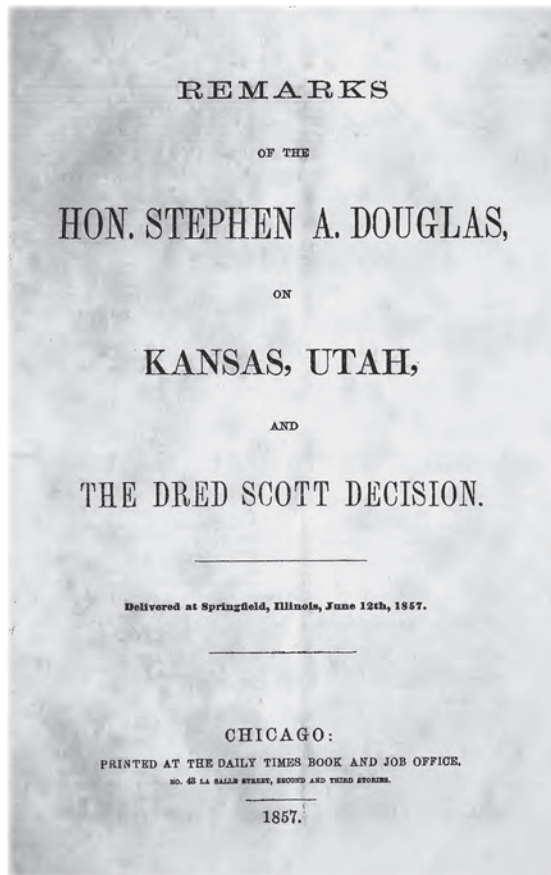 REMARKS
OF THE
HON. STEPHEN A. DOUGLAS,
ON
KANSAS, UTAH,
AND
THE DRED SCOTT DECISION.
Delivered at Springfield, Illinois, June 12th, 1857.
CHICAGO:
PRINTED AT THE DAILY TIMES BOOK AND JOB OFFICE,
NO. 43 LA SALLE STREET, SECOND AND THIRD STORIES.
1857.